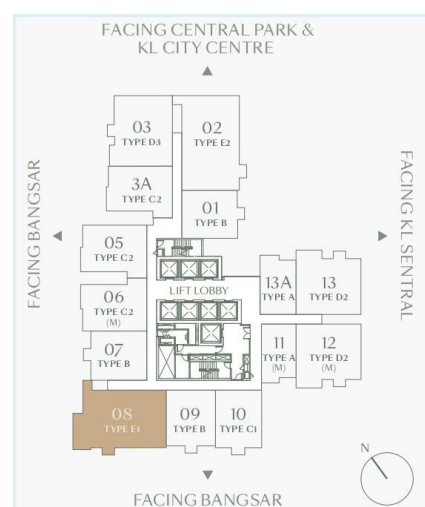 FACING CENTRAL PARK &
KL CITY CENTRE
03
TYPE D3
02
TYPE E2
3A
TYPE C2
01
TYPE B
FACING BANGSAR
FACING KL SENTRAL
05
TYPE C2
LIFT LOBBY
13A
TYPE A
13
TYPE D2
06
TYPE C2
(M)
07
TYPE B
11
TYPE A
(M)
12
TYPE D2
(M)
08
TYPE E1
09
TYPE B
10
TYPE C1
N
FACING BANGSAR